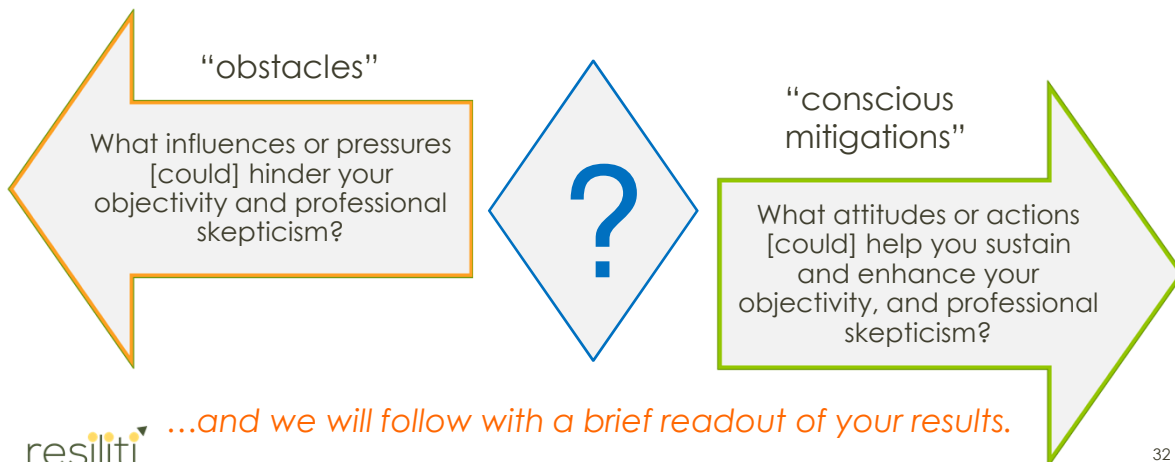 “obstacles”
What influences or pressures
[could] hinder your
objectivity and professional
skepticism?
?
“conscious
mitigations”
What attitudes or actions
[could] help you sustain
and enhance your
objectivity, and professional
skepticism?
...and we will follow with a brief readout of your results.
resiliti
32